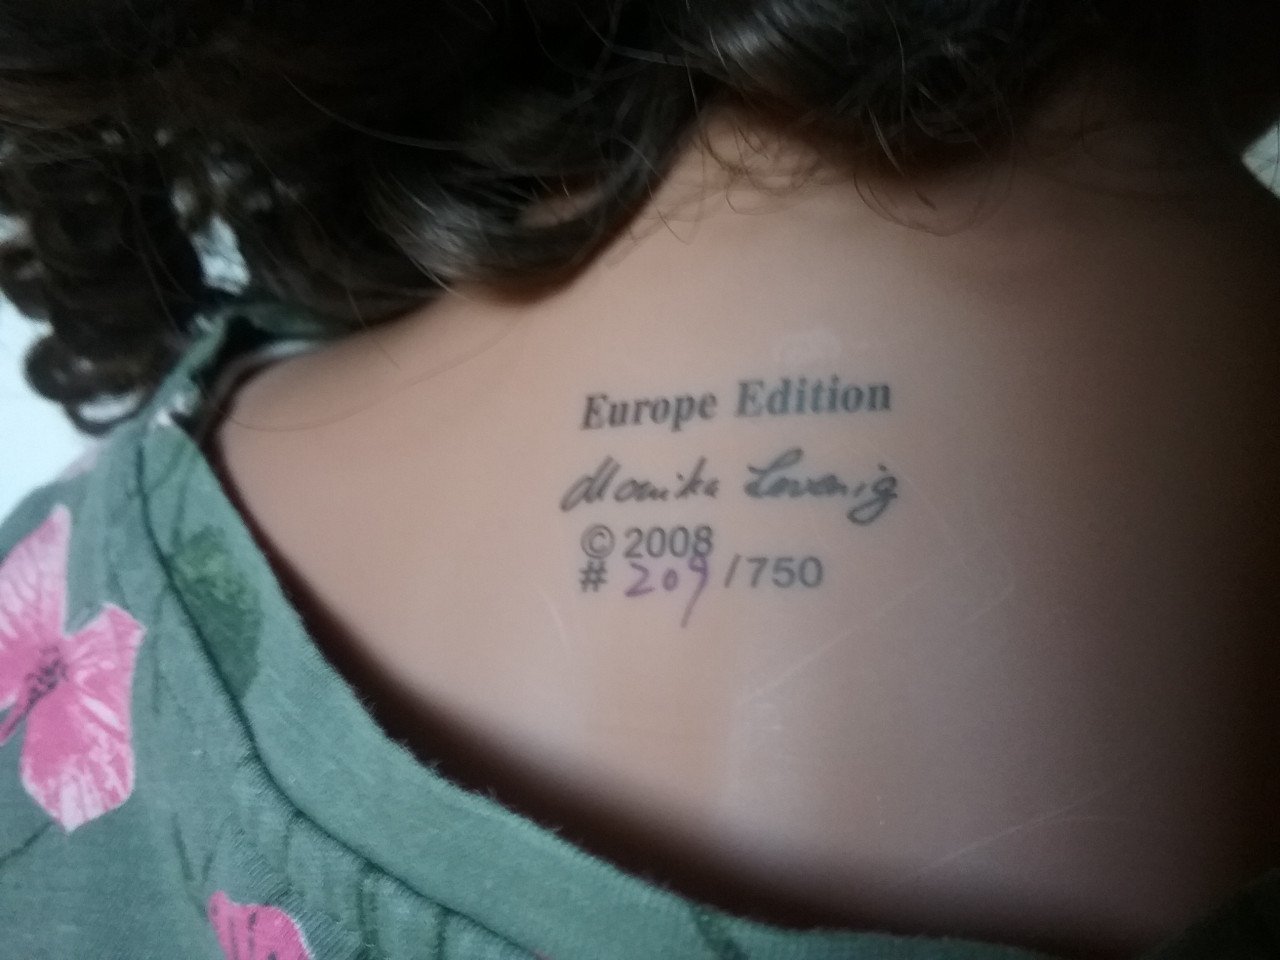 Europe Edition
Monika Levenig
© 2008
# 209 / 750